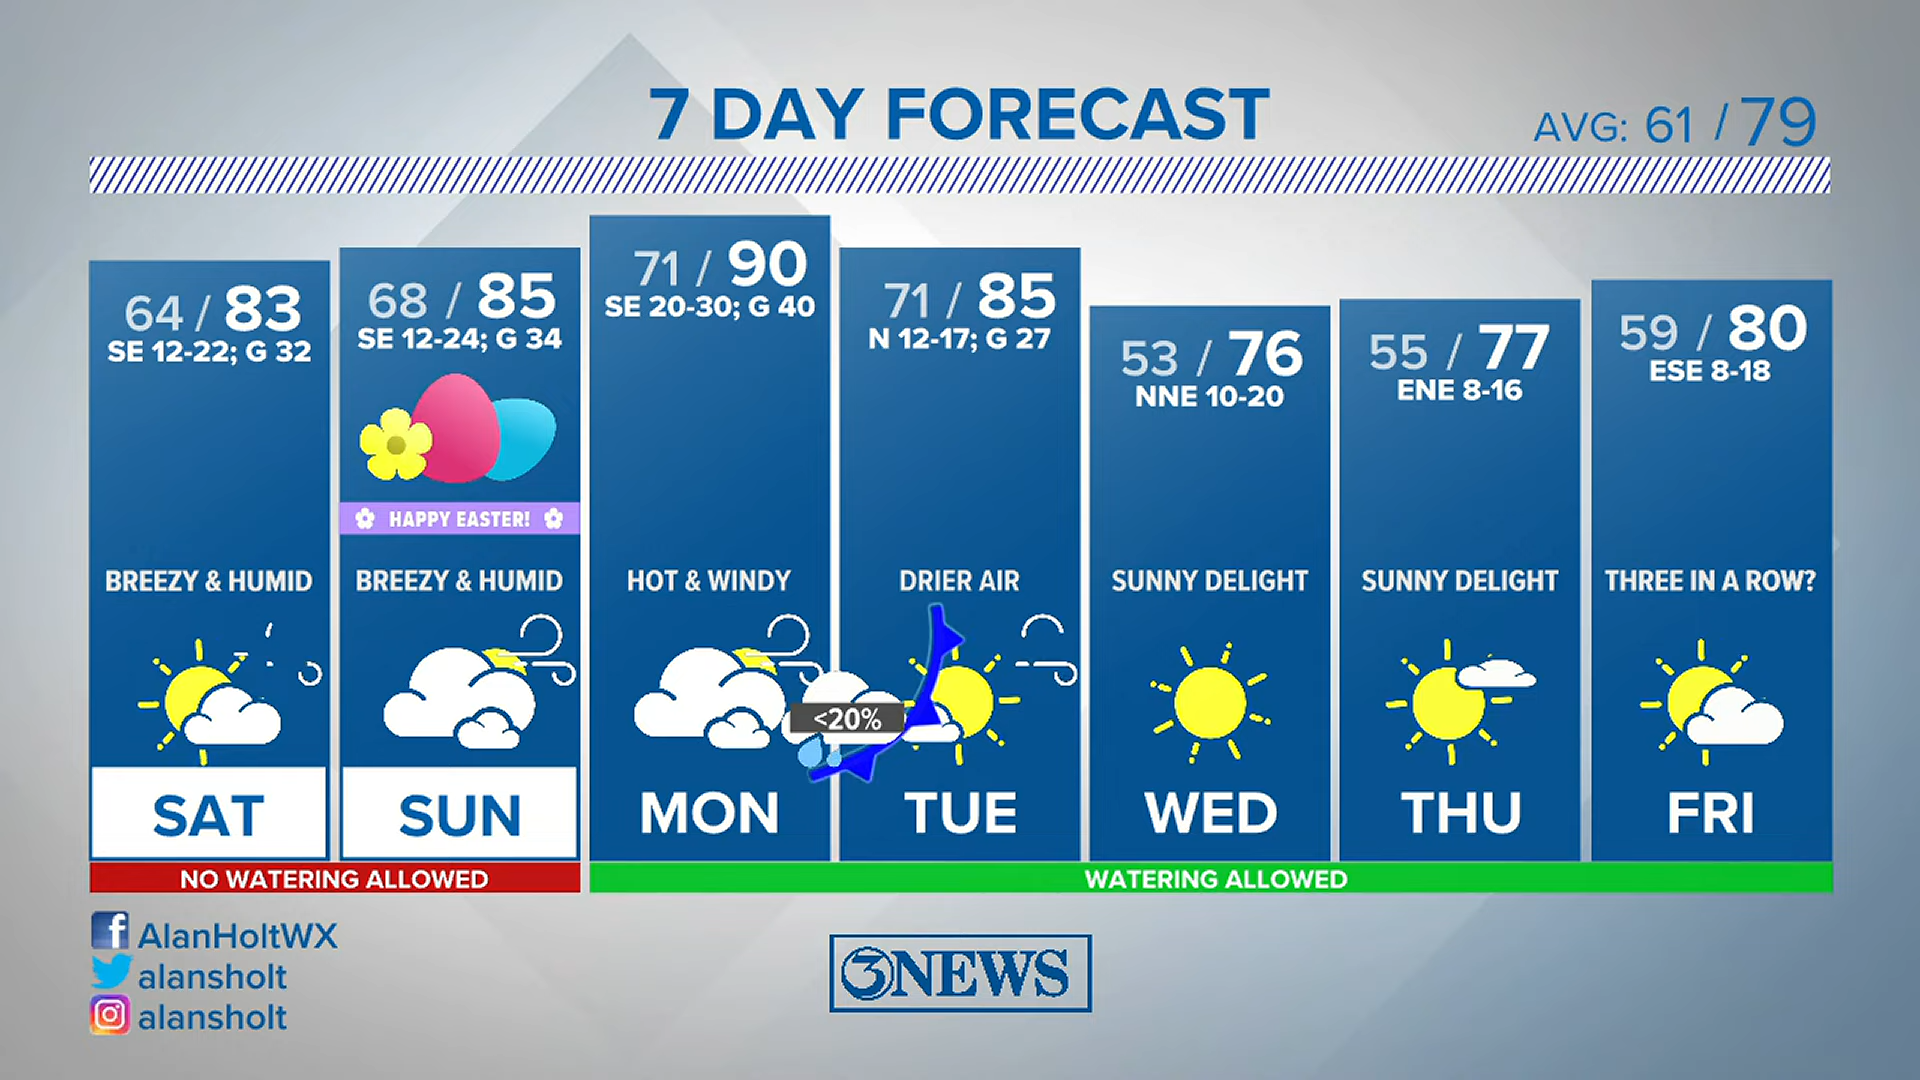 7 DAY FORECAST
AVG: 61 / 79
64 / 83
SE 12-22; G 32
BREEZY & HUMID
SAT
68 / 85
SE 12-24; G 34
HAPPY EASTER!
BREEZY & HUMID
SUN
71 / 90
SE 20-30; G 40
HOT & WINDY
MON
<20%
71 / 85
N 12-17; G 27
DRIER AIR
TUE
53 / 76
NNE 10-20
SUNNY DELIGHT
WED
55 / 77
ENE 8-16
SUNNY DELIGHT
THU
59 / 80
ESE 8-18
THREE IN A ROW?
FRI
NO WATERING ALLOWED
WATERING ALLOWED
f AlanHoltWX
alansholt
alansholt
3NEWS